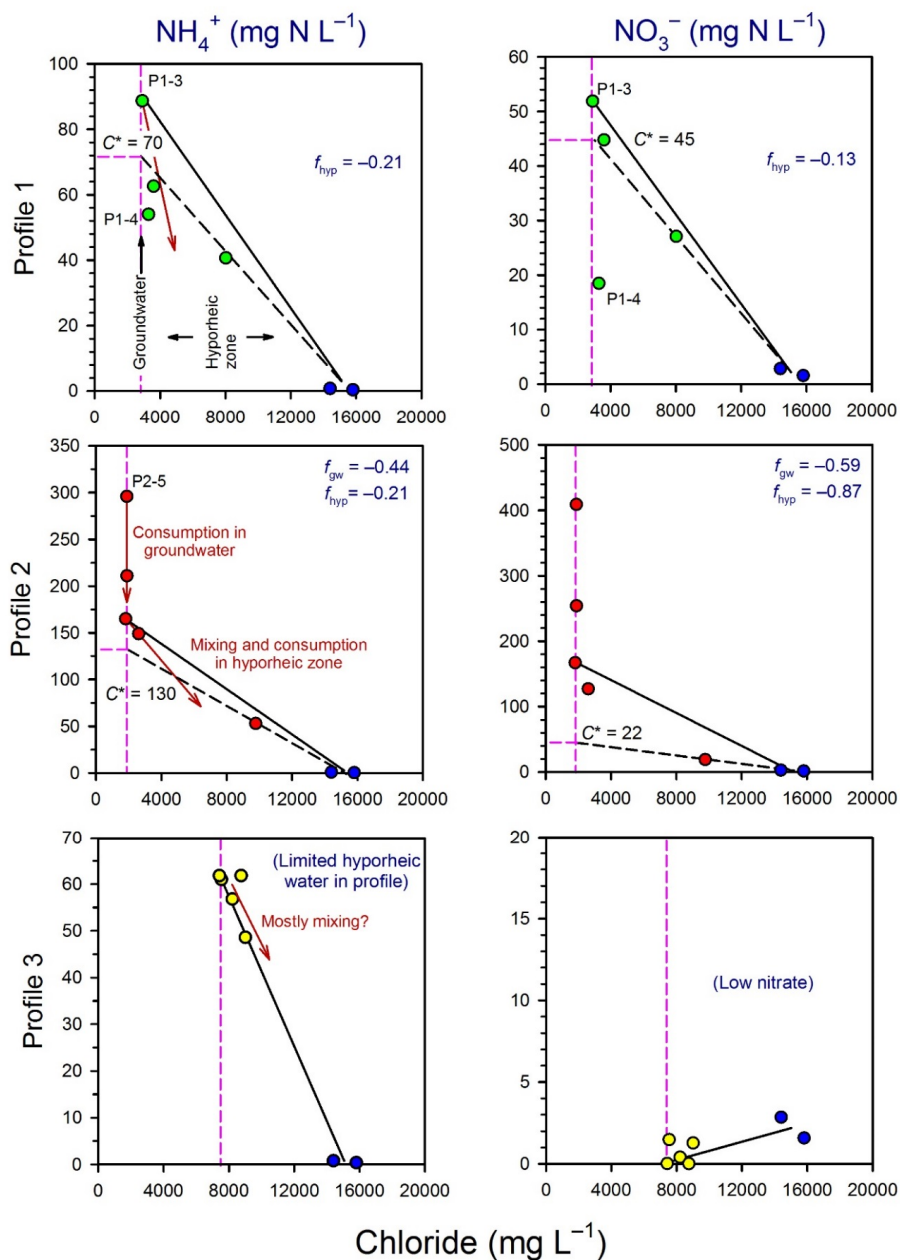 NH₄⁺ (mg N L⁻¹)
NO₃⁻ (mg N L⁻¹)
Profile 1
100
80
60
40
20
0
0
4000
8000
12000
16000
20000
P1-3
C* = 70
f_hyp = –0.21
P1-4
Groundwater
Hyporheic
zone
60
50
40
30
20
10
0
0
4000
8000
12000
16000
20000
P1-3
C* = 45
f_hyp = –0.13
P1-4
Profile 2
350
300
250
200
150
100
50
0
0
4000
8000
12000
16000
20000
f_gw = –0.44
f_hyp = –0.21
P2-5
Consumption in
groundwater
Mixing and consumption
in hyporheic zone
C* = 130
500
400
300
200
100
0
0
4000
8000
12000
16000
20000
f_gw = –0.59
f_hyp = –0.87
C* = 22
Profile 3
70
60
50
40
30
20
10
0
0
4000
8000
12000
16000
20000
(Limited hyporheic
water in profile)
Mostly mixing?
20
15
10
5
0
0
4000
8000
12000
16000
20000
(Low nitrate)
Chloride (mg L⁻¹)